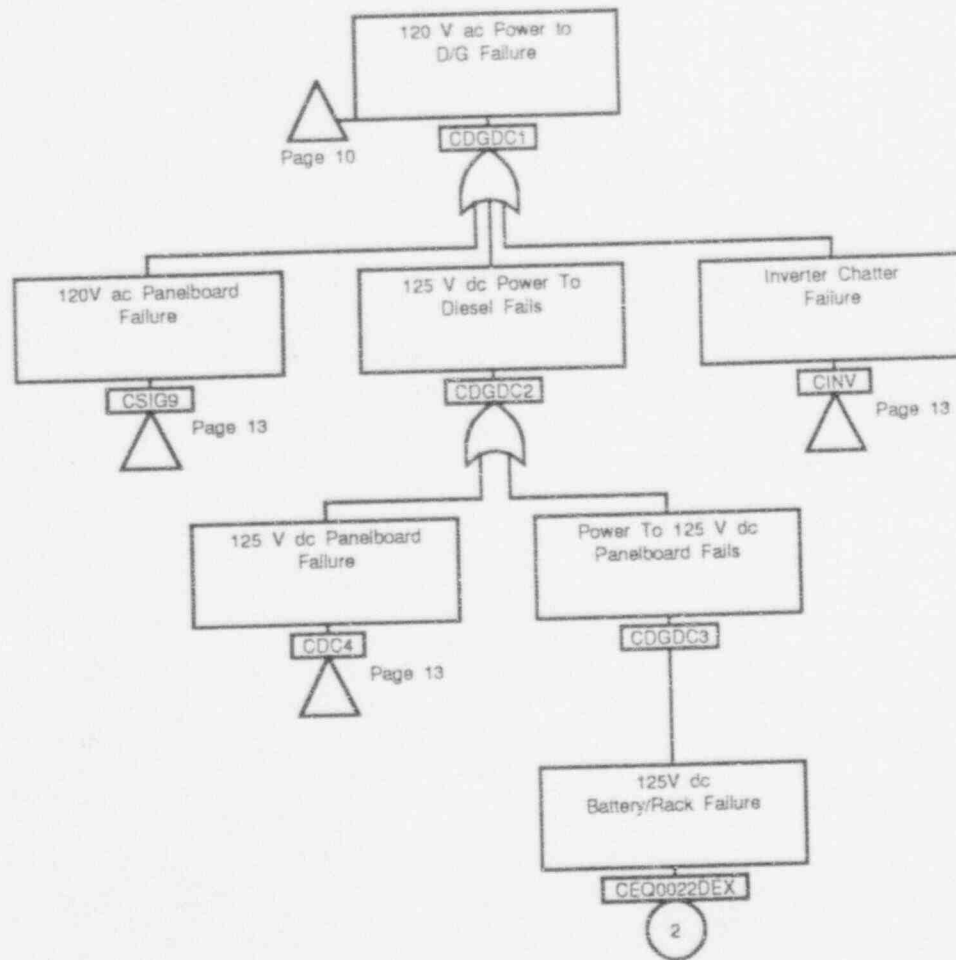 120 V ac Power to
D/G Failure
Page 10
CDGDC1
120V ac Panelboard
Failure
125 V dc Power To
Diesel Fails
Inverter Chatter
Failure
CSIG9
Page 13
CDGDC2
CINV
Page 13
125 V dc Panelboard
Failure
Power To 125 V dc
Panelboard Fails
CDC4
Page 13
CDGDC3
125V dc
Battery/Rack Failure
CEQ0022DEX
2